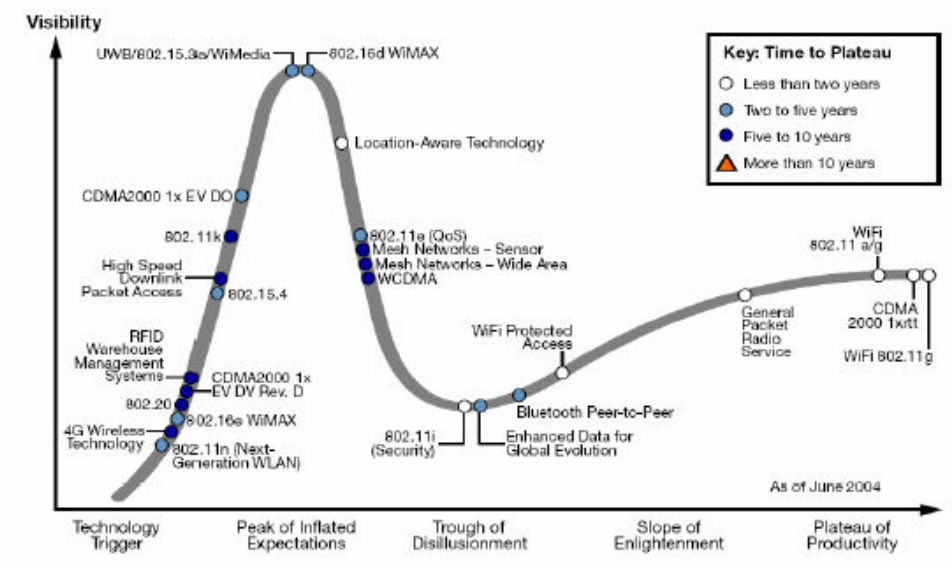 Visibility
UWB/802.15.3a/WiMedia
802.16d WiMAX
Key: Time to Plateau
Less than two years
Two to five years
Five to 10 years
More than 10 years
Location-Aware Technology
CDMA2000 1x EV DO
802.11k
High Speed
Downlink
Packet Access
802.15.4
802.11e (QoS)
Mesh Networks – Sensor
Mesh Networks – Wide Area
WCDMA
RFID
Warehouse
Management
Systems
CDMA2000 1x
EV DV Rev. D
802.20
802.16e WiMAX
4G Wireless
Technology
802.11n (Next-
Generation WLAN)
WiFi Protected
Access
802.11i
(Security)
Enhanced Data for
Global Evolution
Bluetooth Peer-to-Peer
General
Packet
Radio
Service
WiFi
802.11 a/g
CDMA
2000 1xrtt
WiFi 802.11g
As of June 2004
Technology
Trigger
Peak of Inflated
Expectations
Trough of
Disillusionment
Slope of
Enlightenment
Plateau of
Productivity